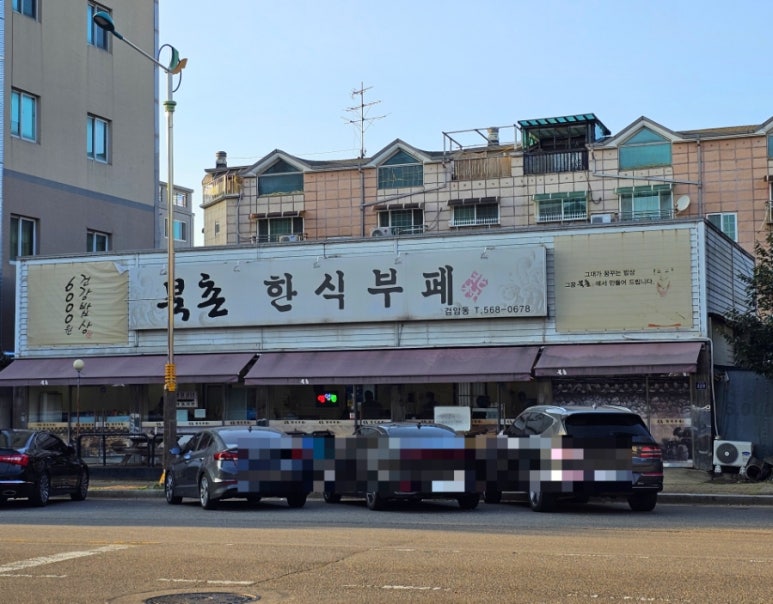 건강밥상
6000원
북촌 한식부페
검암동 T.568-0678
그대가 꿈꾸는 밥상
그꿈 북촌에서 만들어 드립니다.